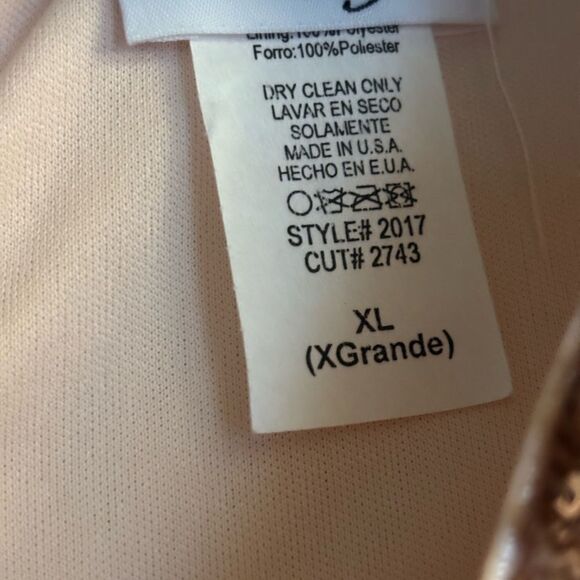 Lining:100%Polyester
Forro:100%Poliester
DRY CLEAN ONLY
LAVAR EN SECO
SOLAMENTE
MADE IN U.S.A.
HECHO EN E.U.A.
STYLE# 2017
CUT# 2743
XL
(XGrande)